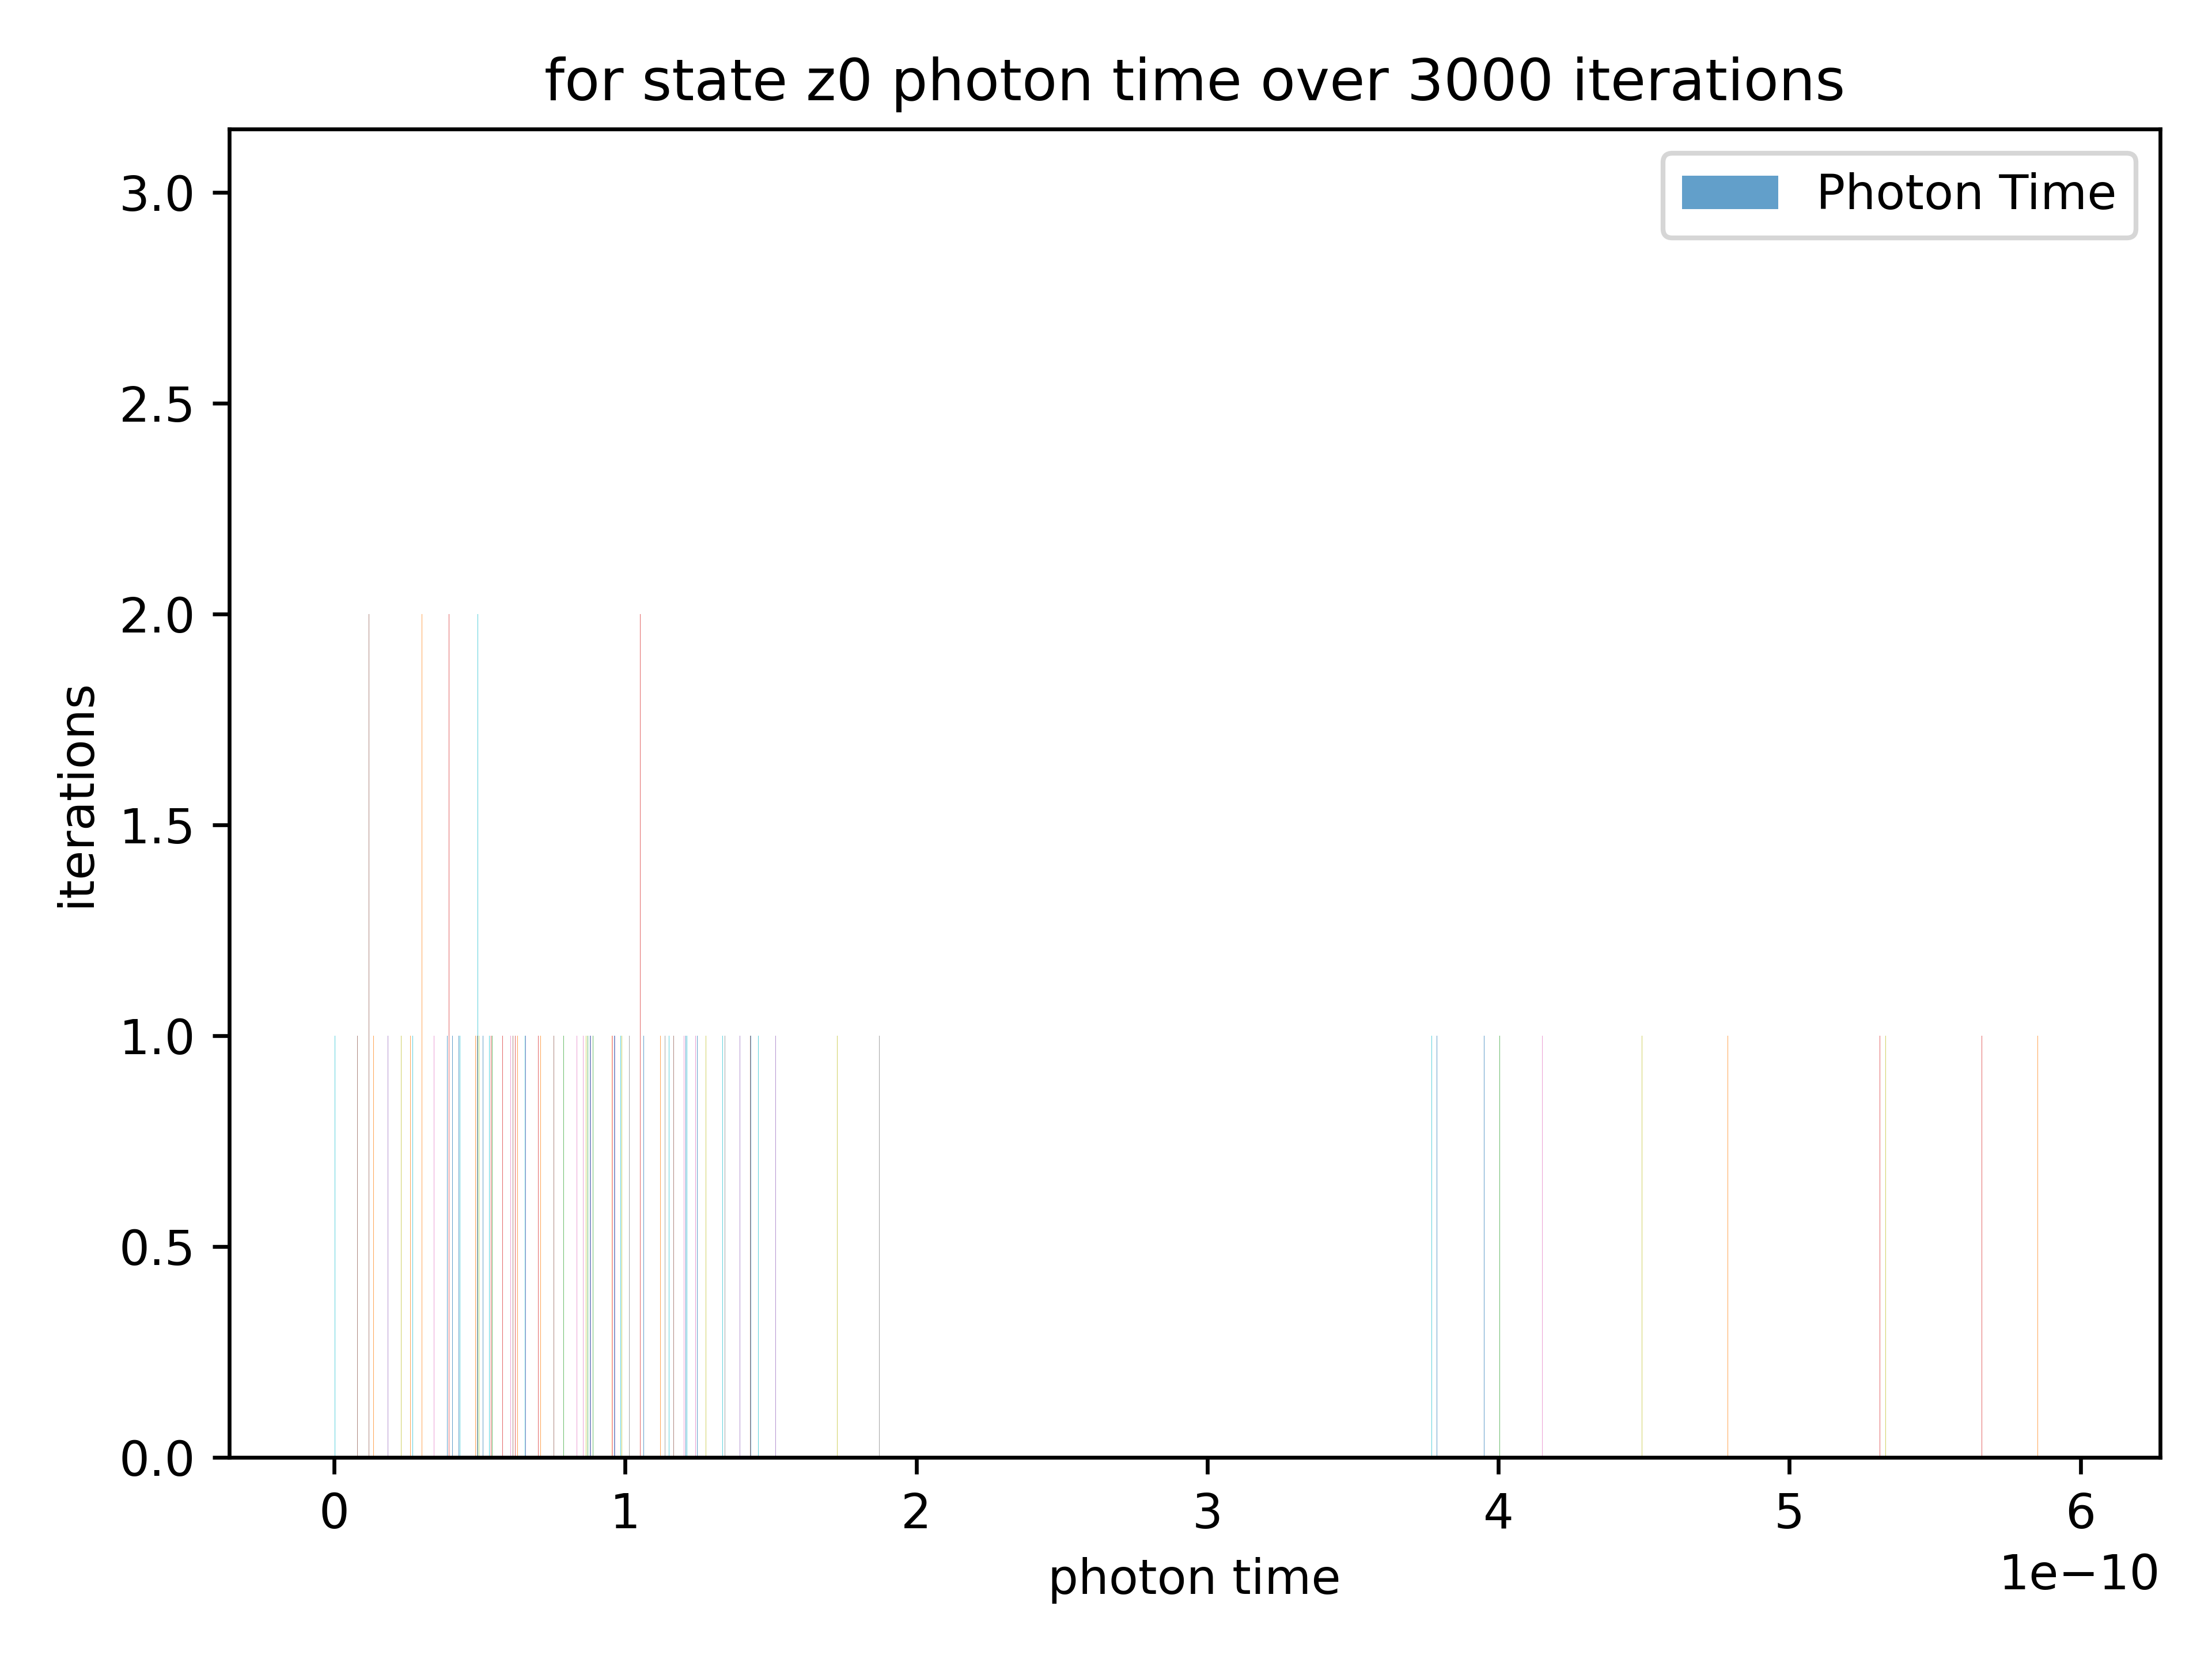 for state z0 photon time over 3000 iterations
Photon Time
3.0
2.5
2.0
1.5
1.0
0.5
0.0
iterations
0 1 2 3 4 5 6
1e−10
photon time